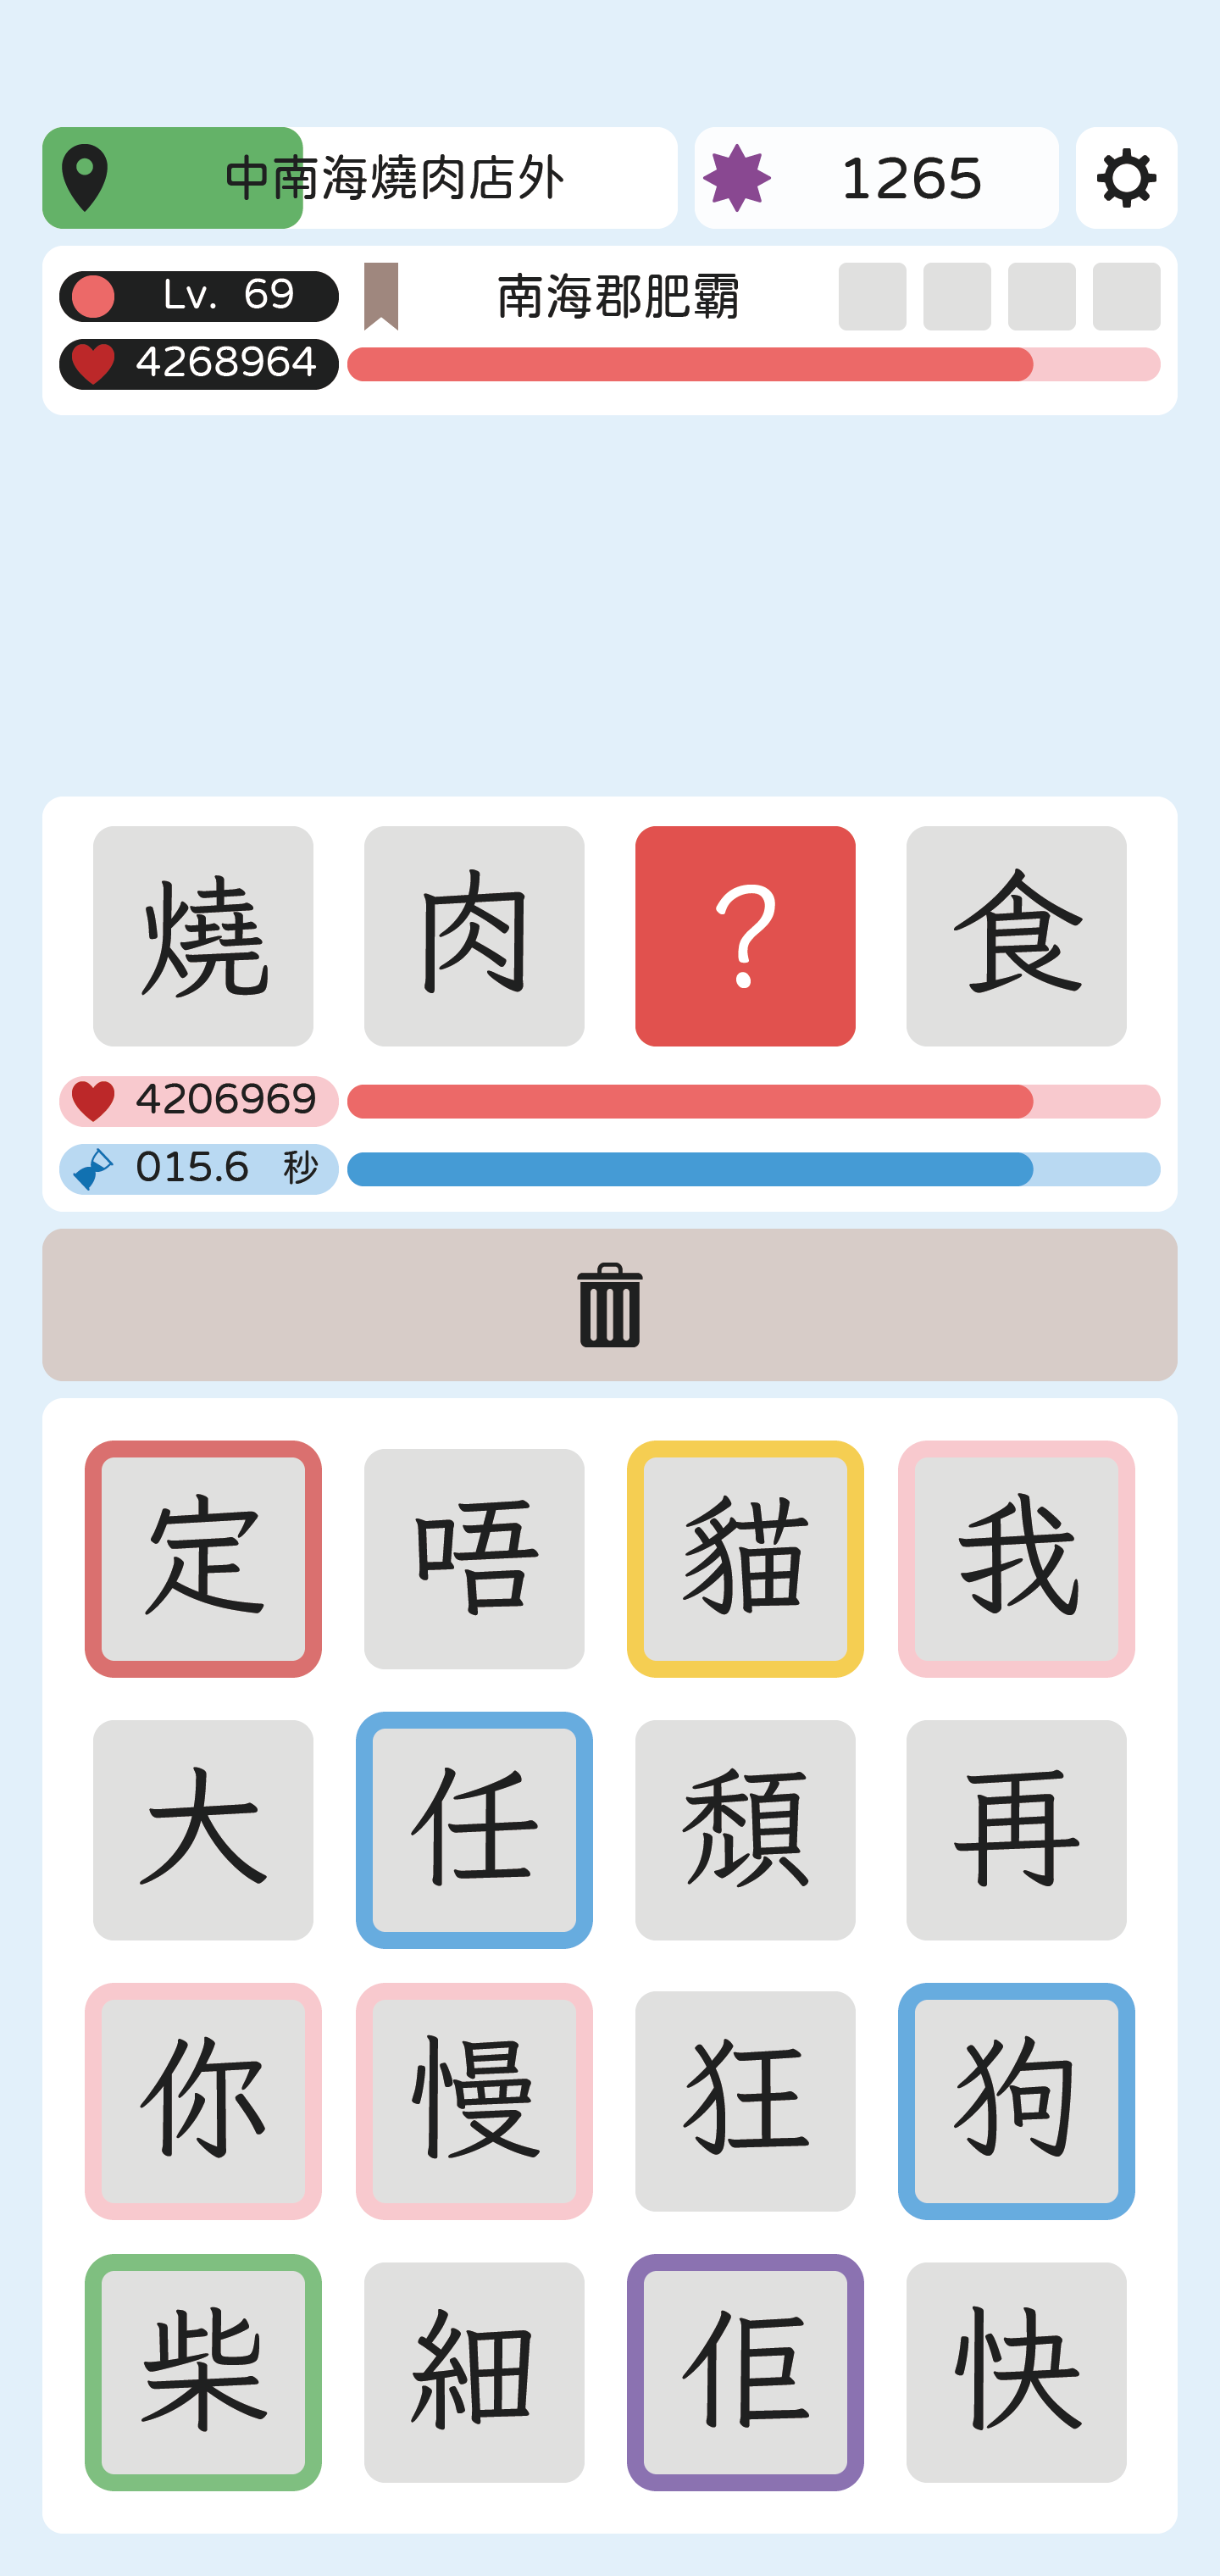 中南海燒肉店外 1265
Lv. 69 南海郡肥霸
4268964
燒 肉 ? 食
4206969
015.6 秒
定 唔 貓 我
大 任 頹 再
你 慢 狂 狗
柴 細 佢 快